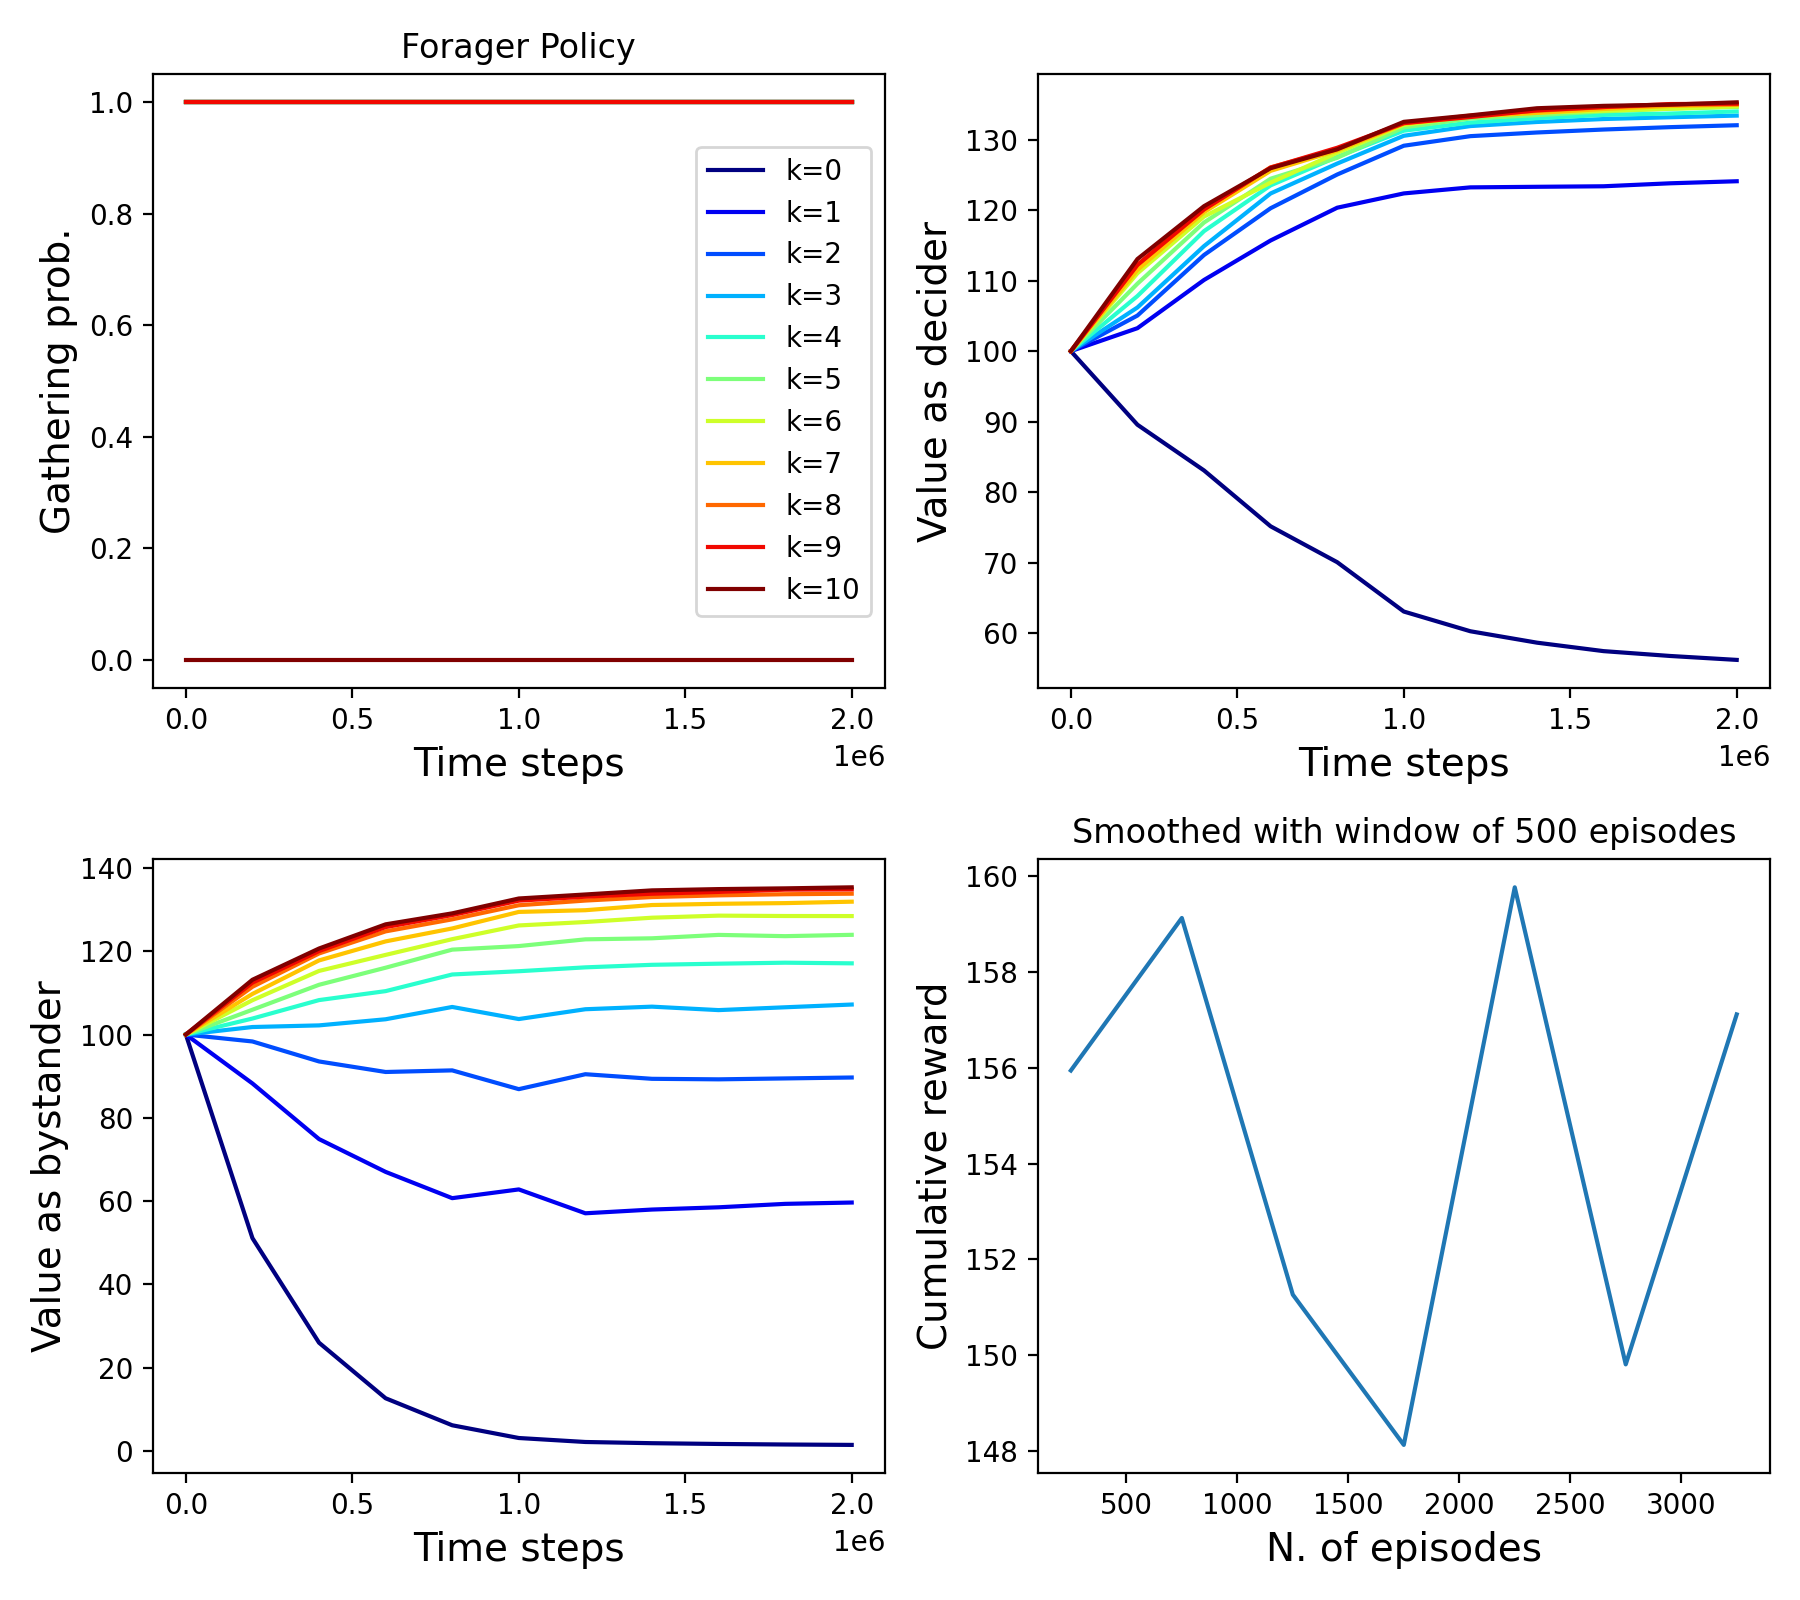 Forager Policy
Gathering prob.
1.0
0.8
0.6
0.4
0.2
0.0
k=0
k=1
k=2
k=3
k=4
k=5
k=6
k=7
k=8
k=9
k=10
0.0 0.5 1.0 1.5 2.0
1e6
Time steps
Value as decider
130
120
110
100
90
80
70
60
0.0 0.5 1.0 1.5 2.0
1e6
Time steps
Value as bystander
140
120
100
80
60
40
20
0
0.0 0.5 1.0 1.5 2.0
1e6
Time steps
Smoothed with window of 500 episodes
Cumulative reward
160
158
156
154
152
150
148
500 1000 1500 2000 2500 3000
N. of episodes